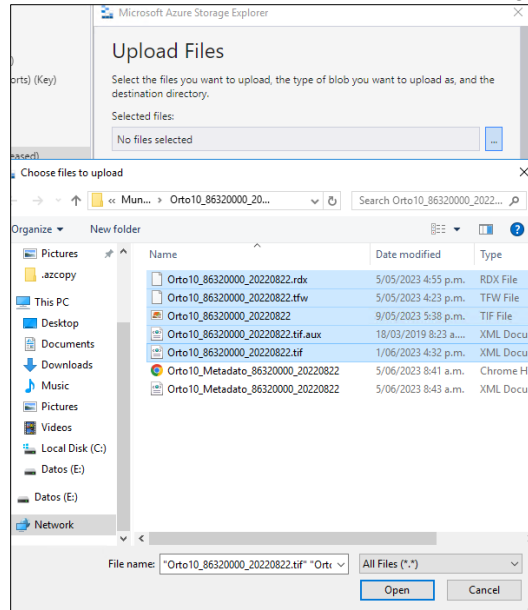 Microsoft Azure Storage Explorer
Upload Files
orts) (Key)
Select the files you want to upload, the type of blob you want to upload as, and the
destination directory.
Selected files:
No files selected
...
eased)
Choose files to upload
« Mun... › Orto10_86320000_20...
Search Orto10_86320000_2022...
Organize
New folder
Name Date modified Type
Pictures
.azcopy
This PC
Desktop
Documents
Downloads
Music
Pictures
Videos
Local Disk (C:)
Datos (E:)
Datos (E:)
Network
Orto10_86320000_20220822.rdx 5/05/2023 4:55 p.m. RDX File
Orto10_86320000_20220822.tfw 5/05/2023 4:23 p.m. TFW File
Orto10_86320000_20220822 9/05/2023 5:38 p.m. TIF File
Orto10_86320000_20220822.tif.aux 18/03/2019 8:23 a.... XML Docu
Orto10_86320000_20220822.tif 1/06/2023 4:32 p.m. XML Docu
Orto10_Metadato_86320000_20220822 5/06/2023 8:41 a.m. Chrome H
Orto10_Metadato_86320000_20220822 5/06/2023 8:43 a.m. XML Docu
File name: "Orto10_86320000_20220822.tif" "Ortc
All Files (*.*)
Open
Cancel